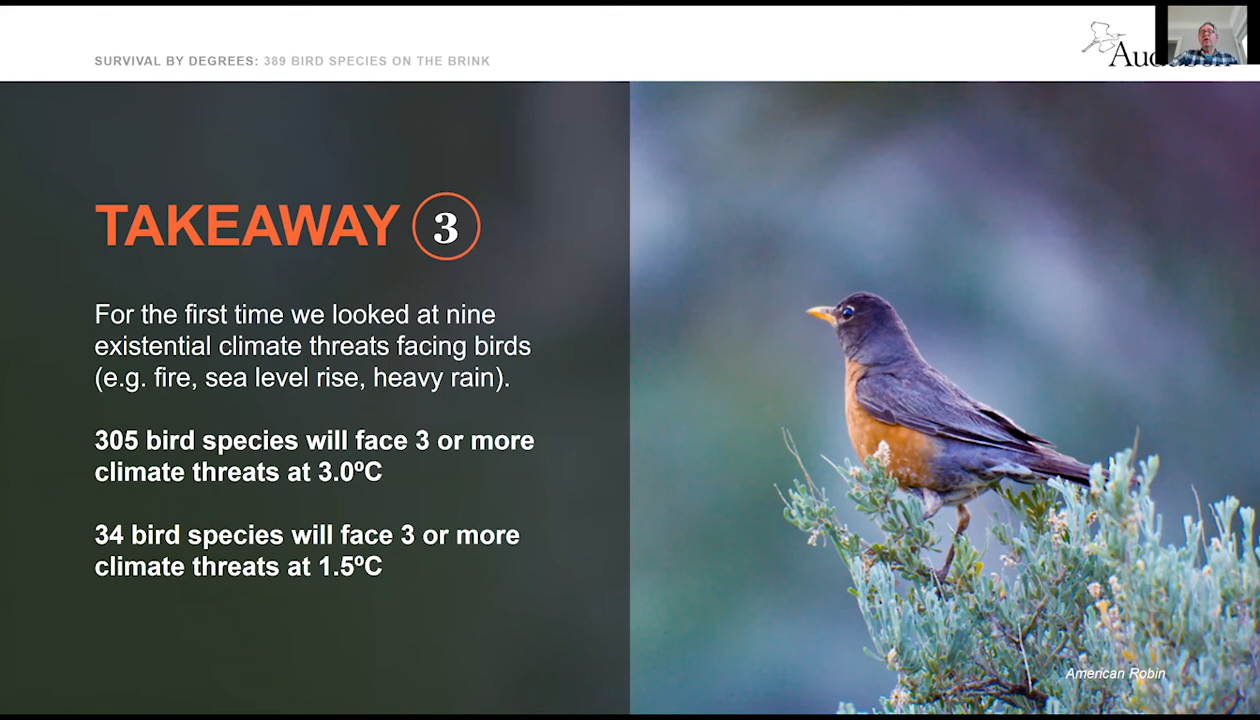 SURVIVAL BY DEGREES: 389 BIRD SPECIES ON THE BRINK
TAKEAWAY 3
For the first time we looked at nine
existential climate threats facing birds
(e.g. fire, sea level rise, heavy rain).
305 bird species will face 3 or more
climate threats at 3.0ºC
34 bird species will face 3 or more
climate threats at 1.5ºC
American Robin